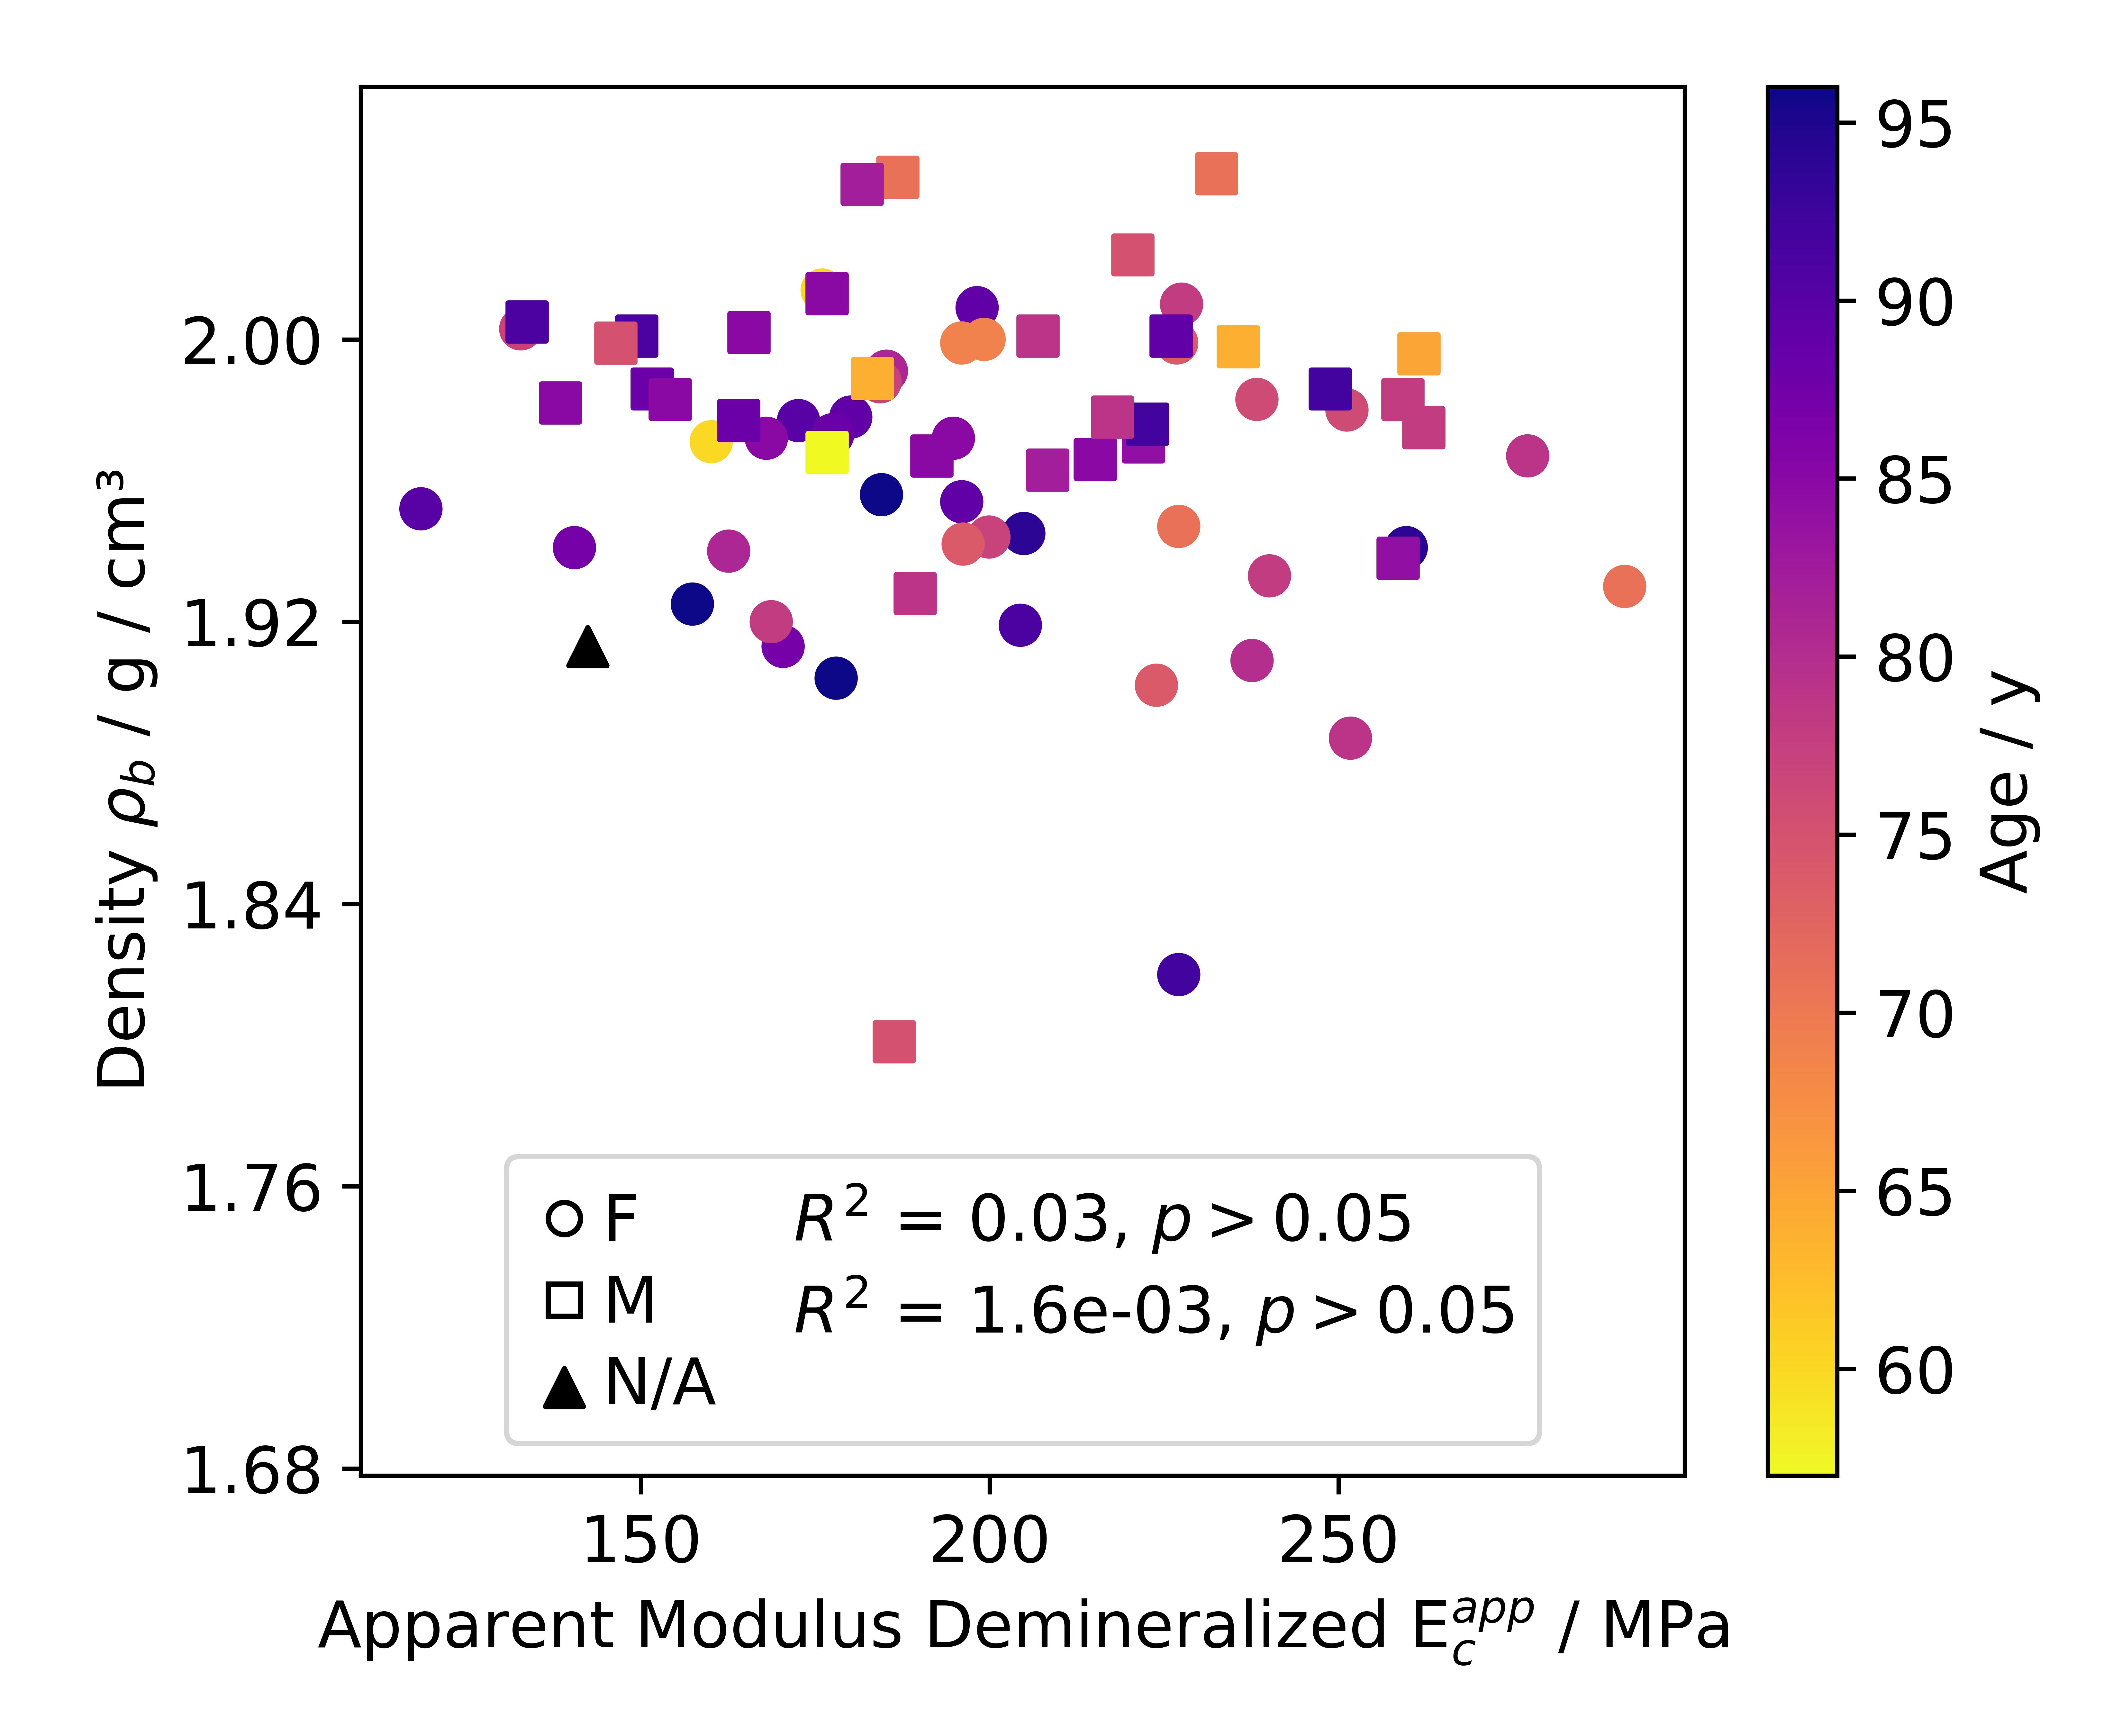 2.00
1.92
1.84
1.76
1.68
Density ρb / g / cm³
F R² = 0.03, p > 0.05
M R² = 1.6e-03, p > 0.05
N/A
150 200 250
Apparent Modulus Demineralized E_c^app / MPa
95
90
85
80
75
70
65
60
Age / y